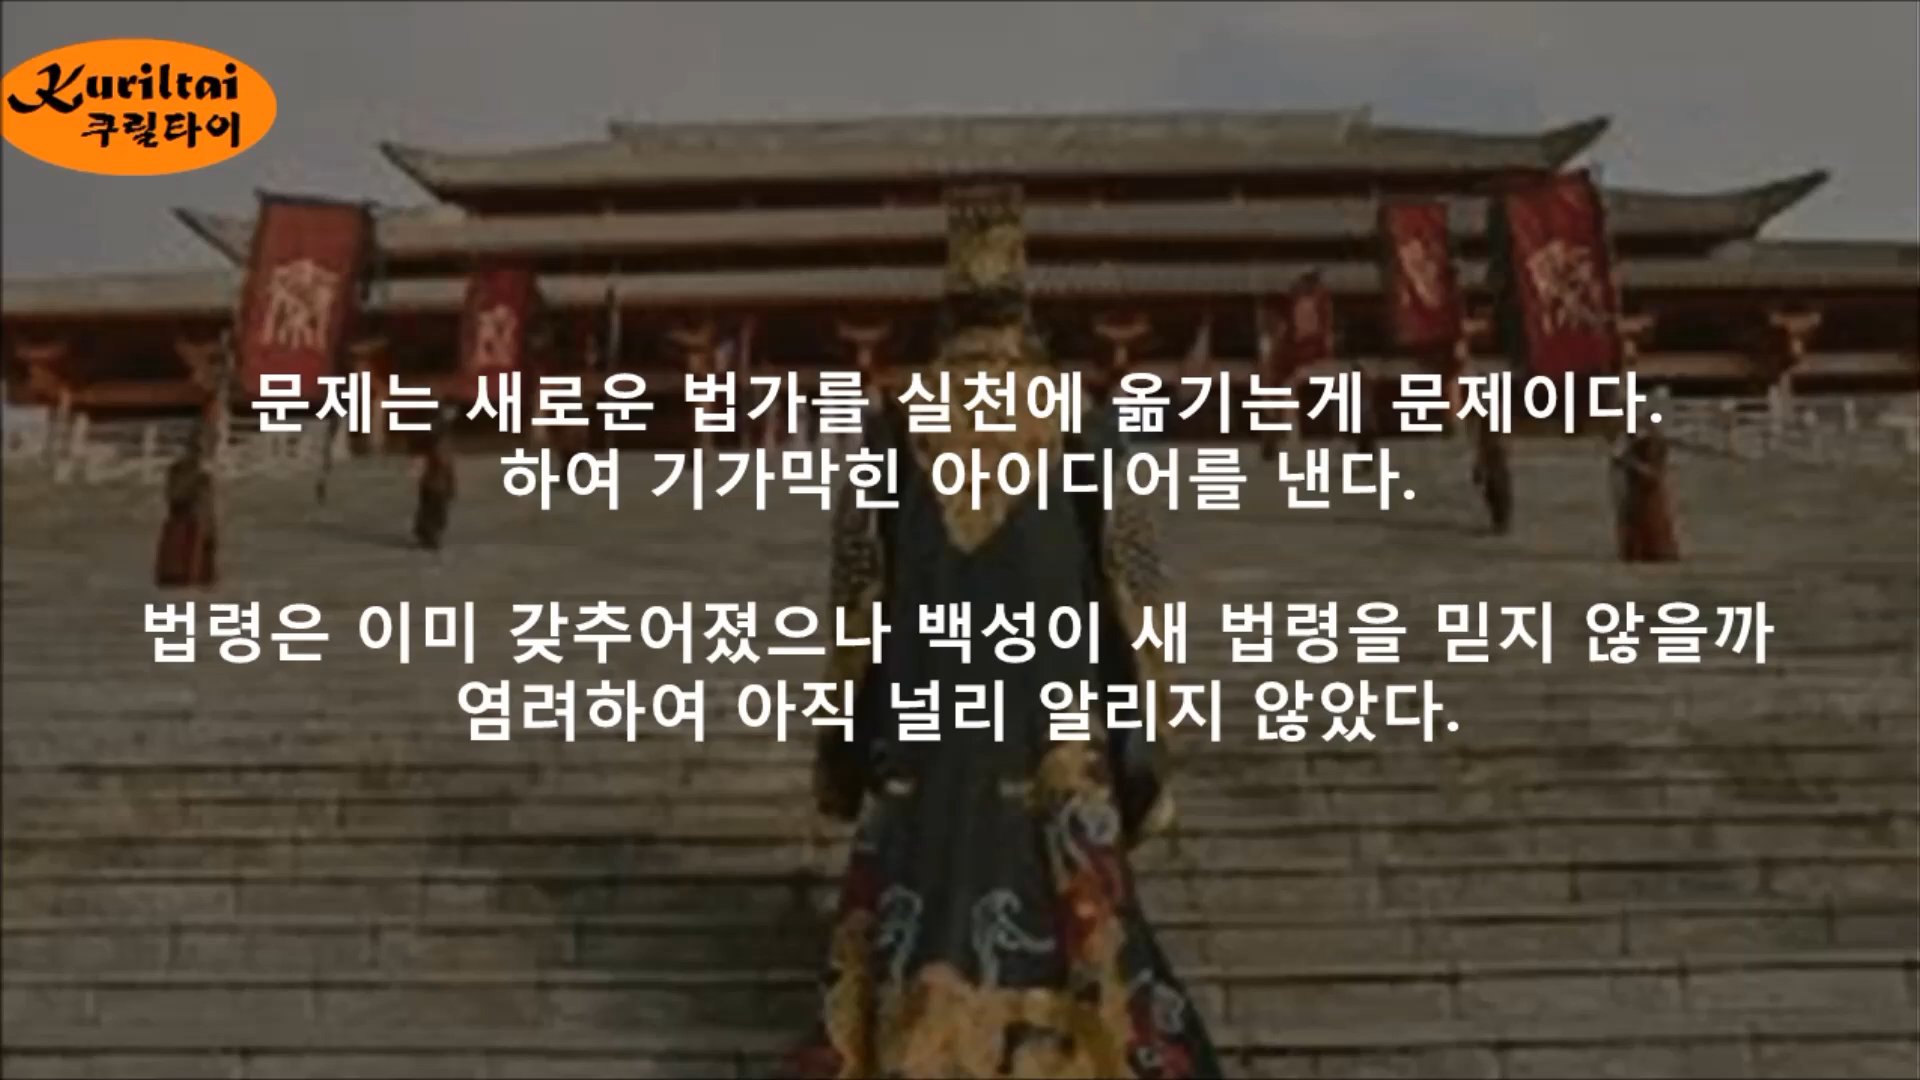 Kuriltai
쿠릴타이
문제는 새로운 법가를 실천에 옮기는게 문제이다.
하여 기가막힌 아이디어를 낸다.
법령은 이미 갖추어졌으나 백성이 새 법령을 믿지 않을까
염려하여 아직 널리 알리지 않았다.